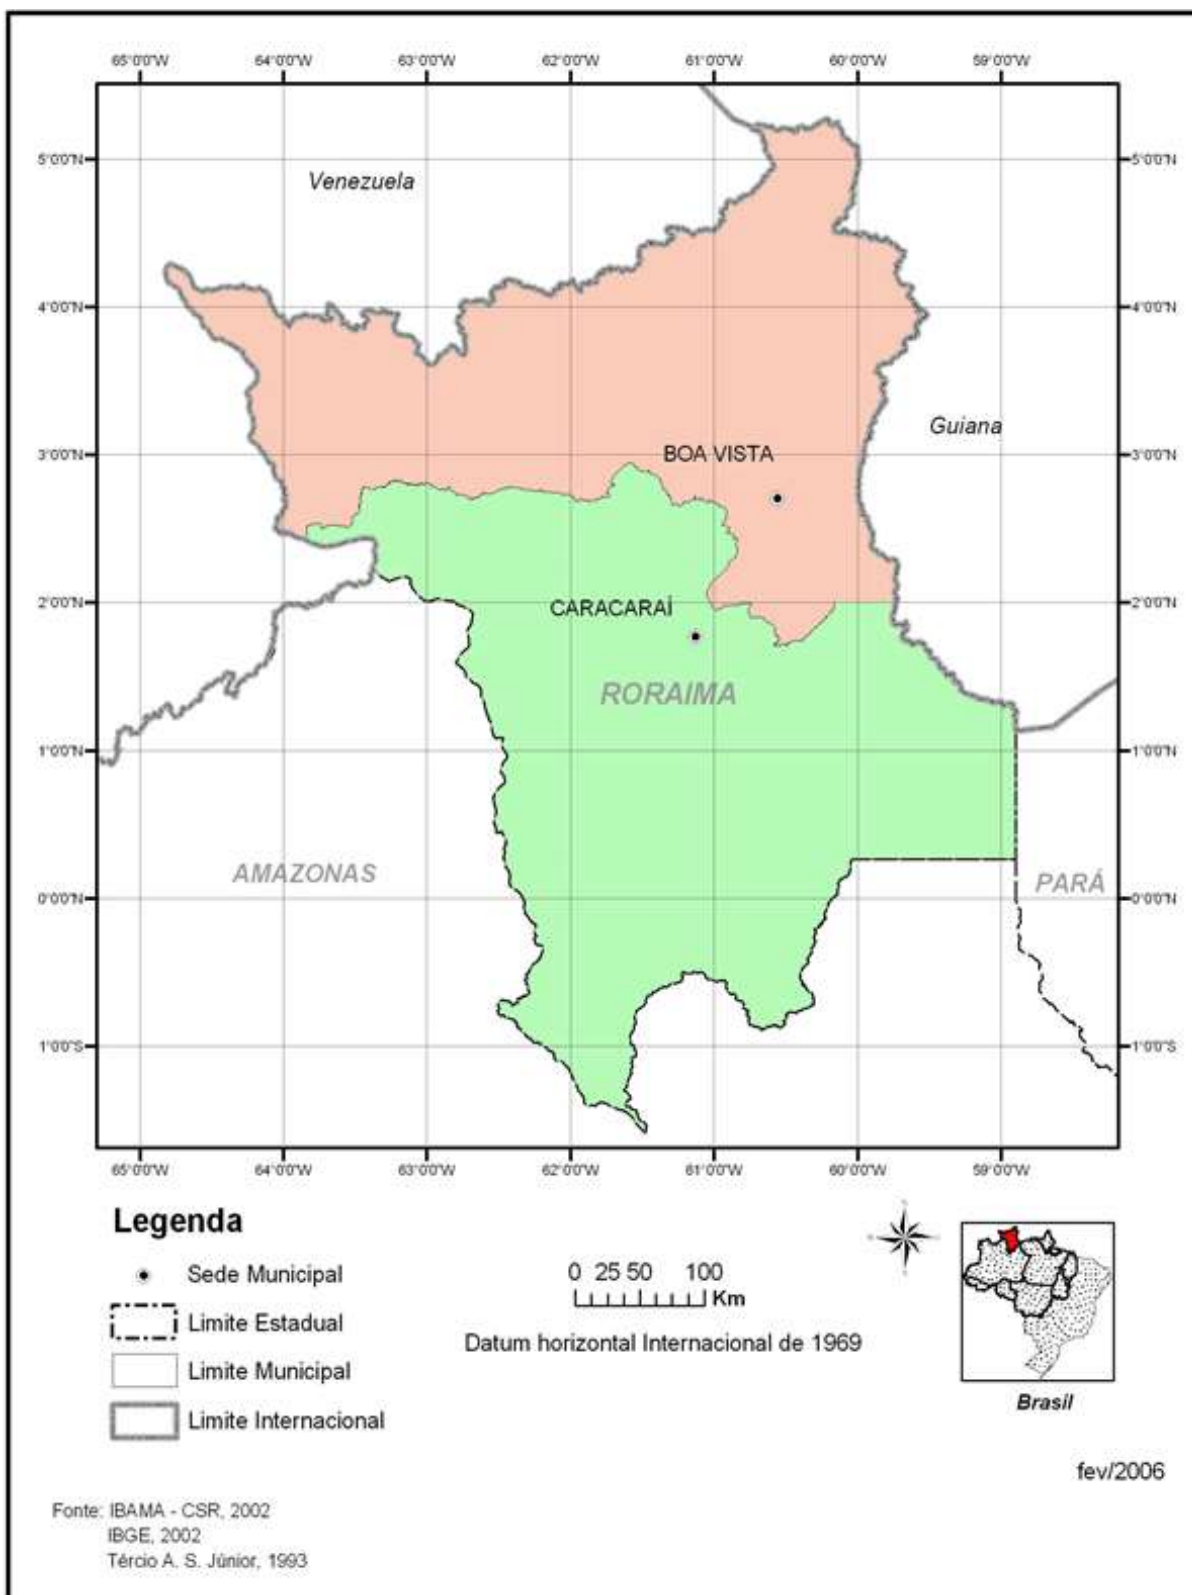 65°0'0"W 64°0'0"W 63°0'0"W 62°0'0"W 61°0'0"W 60°0'0"W 59°0'0"W
5°0'0"N 5°0'0"N
Venezuela
4°0'0"N 4°0'0"N
Guiana
3°0'0"N BOA VISTA 3°0'0"N
2°0'0"N CARACARAÍ 2°0'0"N
RORAIMA
1°0'0"N 1°0'0"N
AMAZONAS PARÁ
0°0'0"N 0°0'0"N
1°0'0"S 1°0'0"S
65°0'0"W 64°0'0"W 63°0'0"W 62°0'0"W 61°0'0"W 60°0'0"W 59°0'0"W
Legenda
Sede Municipal
Limite Estadual
Limite Municipal
Limite Internacional
0 25 50 100
Km
Datum horizontal Internacional de 1969
Brasil
fev/2006
Fonte: IBAMA - CSR, 2002
IBGE, 2002
Tércio A. S. Júnior, 1993